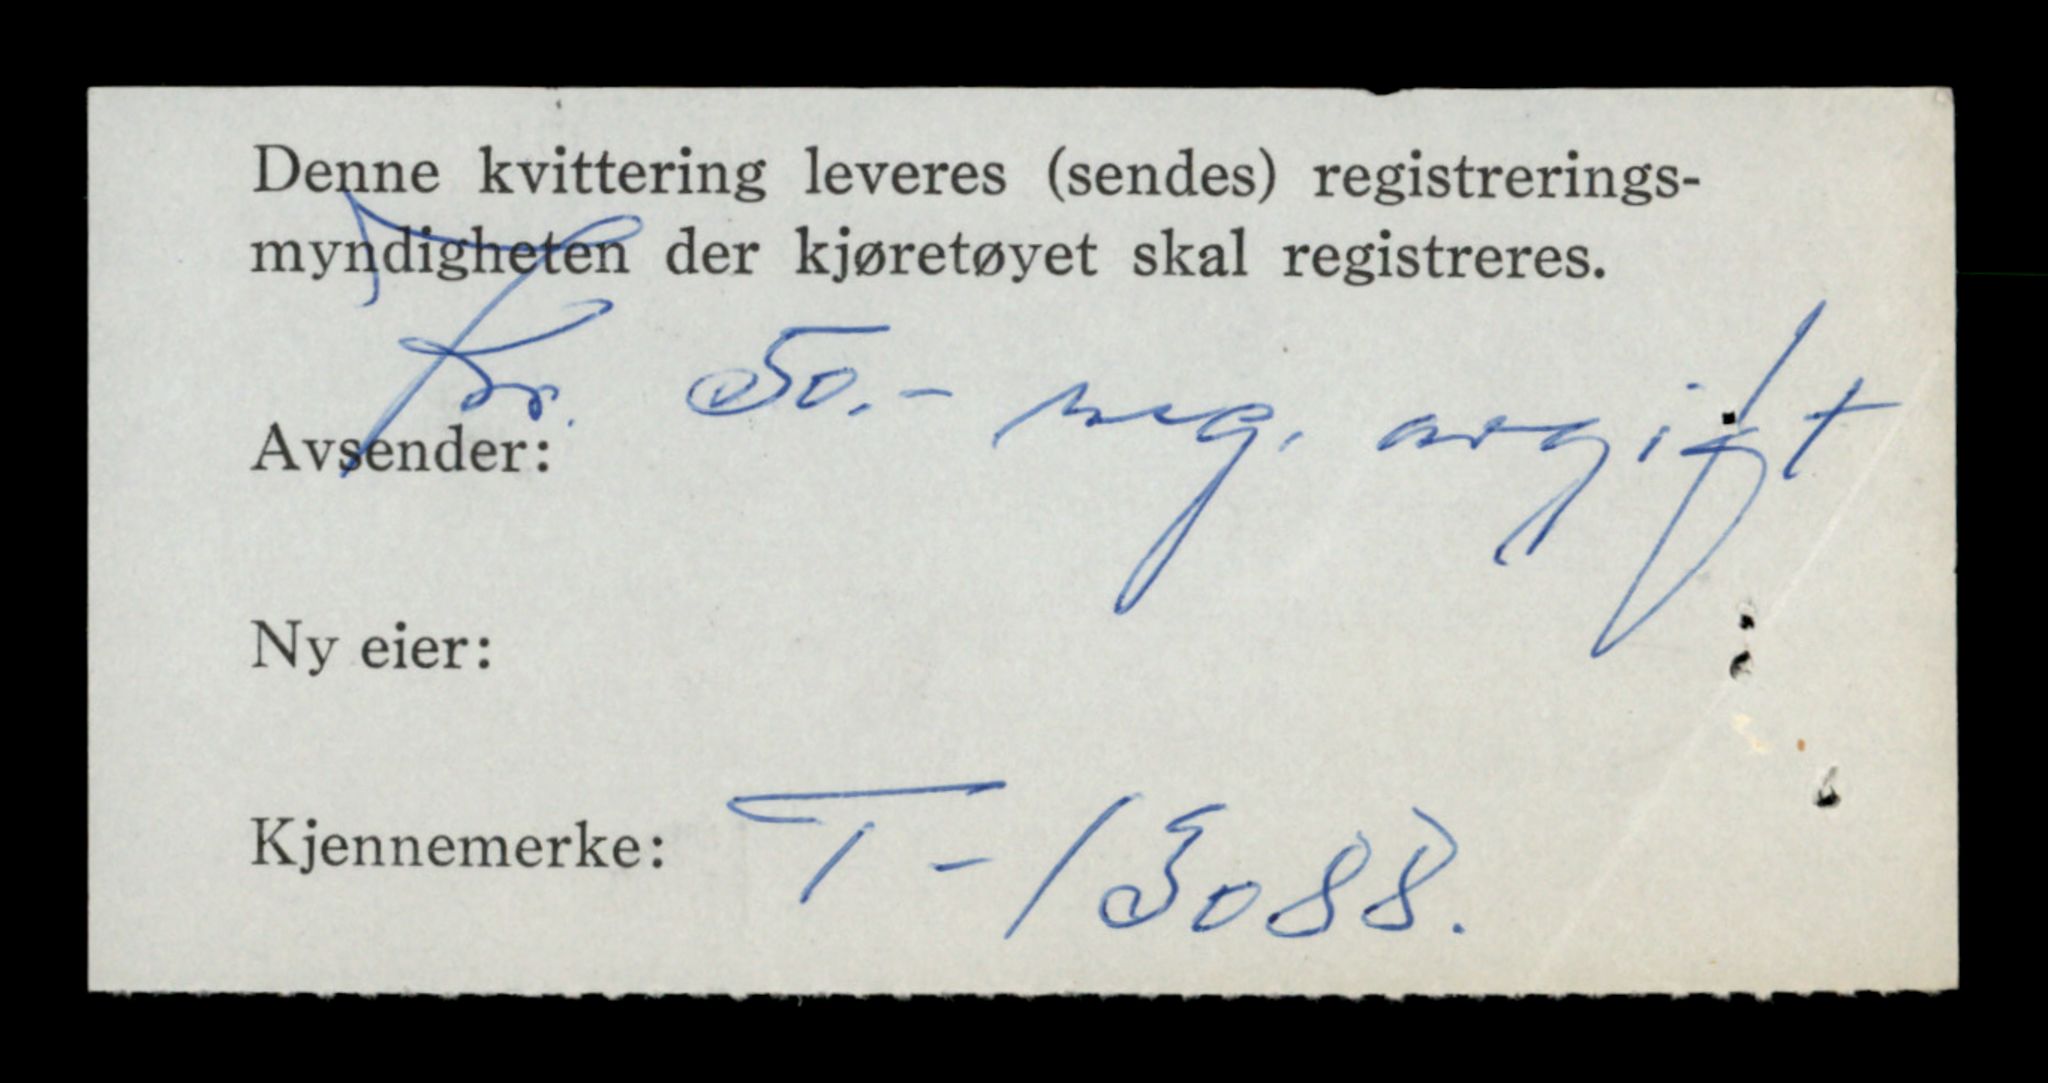 Denne kvittering leveres (sendes) registrerings-
myndigheten der kjøretøyet skal registreres.
Kr. 50.- reg. avgift
Avsender:
Ny eier:
Kjennemerke: T-13088.